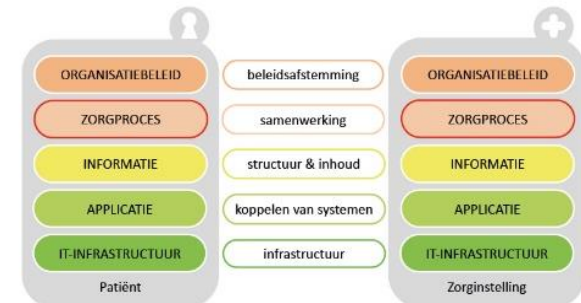 ORGANISATIEBELEID beleidsafstemming ORGANISATIEBELEID
ZORGPROCES samenwerking ZORGPROCES
INFORMATIE structuur & inhoud INFORMATIE
APPLICATIE koppelen van systemen APPLICATIE
IT-INFRASTRUCTUUR infrastructuur IT-INFRASTRUCTUUR
Patiënt Zorginstelling